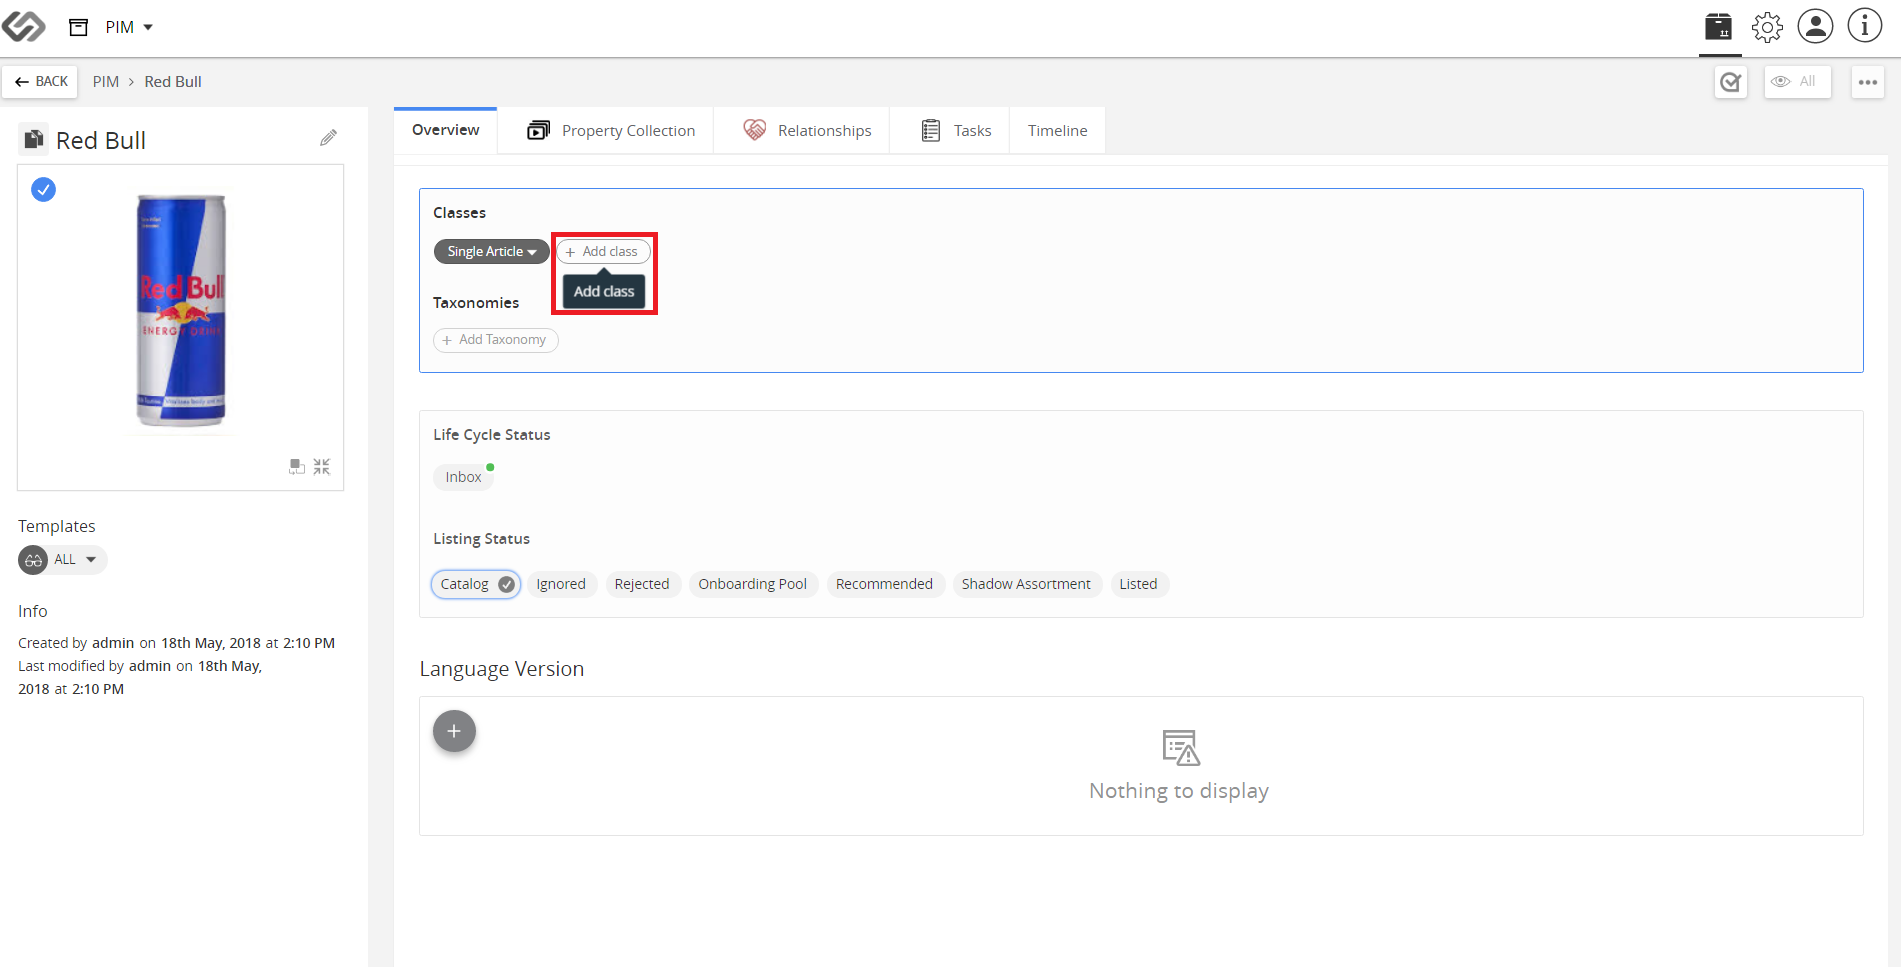 PIM
BACK PIM > Red Bull
All
Red Bull
Red Bull
ENERGY DRINK
Overview
Property Collection
Relationships
Tasks
Timeline
Classes
Single Article
+ Add class
Add class
Taxonomies
+ Add Taxonomy
Life Cycle Status
Inbox
Listing Status
Catalog
Ignored
Rejected
Onboarding Pool
Recommended
Shadow Assortment
Listed
Templates
ALL
Info
Created by admin on 18th May, 2018 at 2:10 PM
Last modified by admin on 18th May,
2018 at 2:10 PM
Language Version
Nothing to display